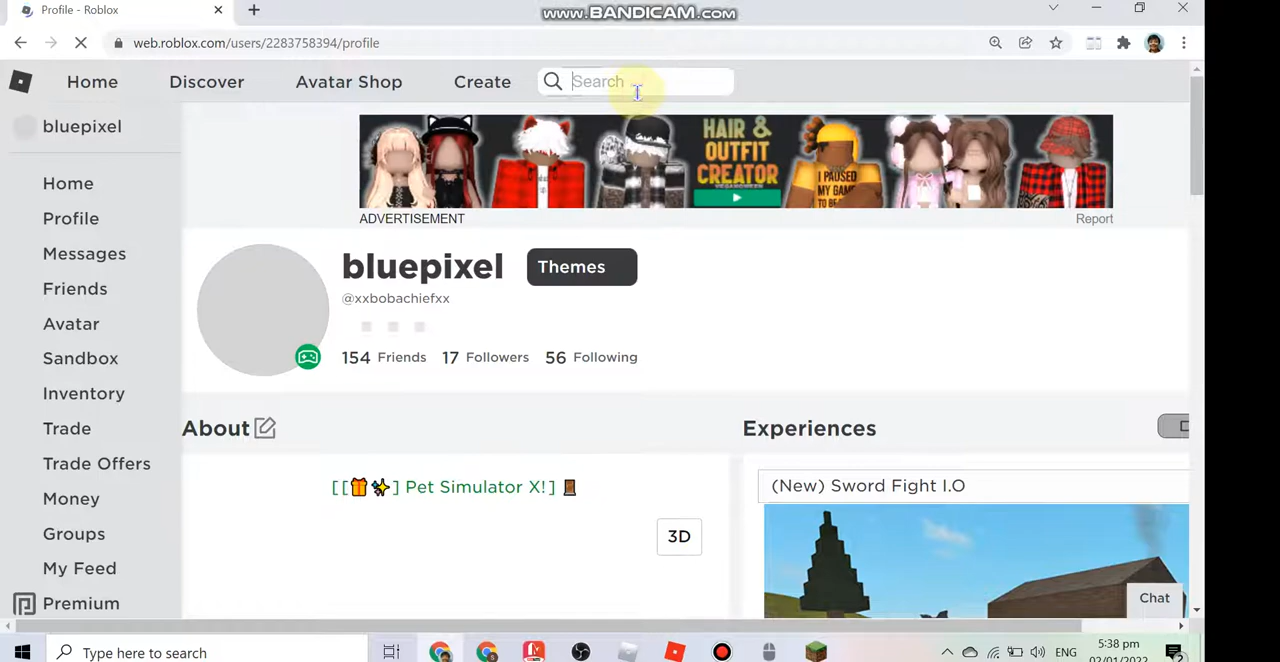 Profile - Roblox
www.BANDICAM.com
web.roblox.com/users/2283758394/profile
Home Discover Avatar Shop Create Search
bluepixel
HAIR &
OUTFIT
CREATOR
I PAUSED
MY GAME
TO BE
ADVERTISEMENT Report
Home
Profile
Messages
Friends
Avatar
Sandbox
Inventory
Trade
Trade Offers
Money
Groups
My Feed
Premium
bluepixel Themes
@xxbobachiefxx
154 Friends 17 Followers 56 Following
About Experiences
[[🎁✨] Pet Simulator X!] 🚪
3D
(New) Sword Fight I.O
Chat
Type here to search
ENG
5:38 pm
02/01/2022